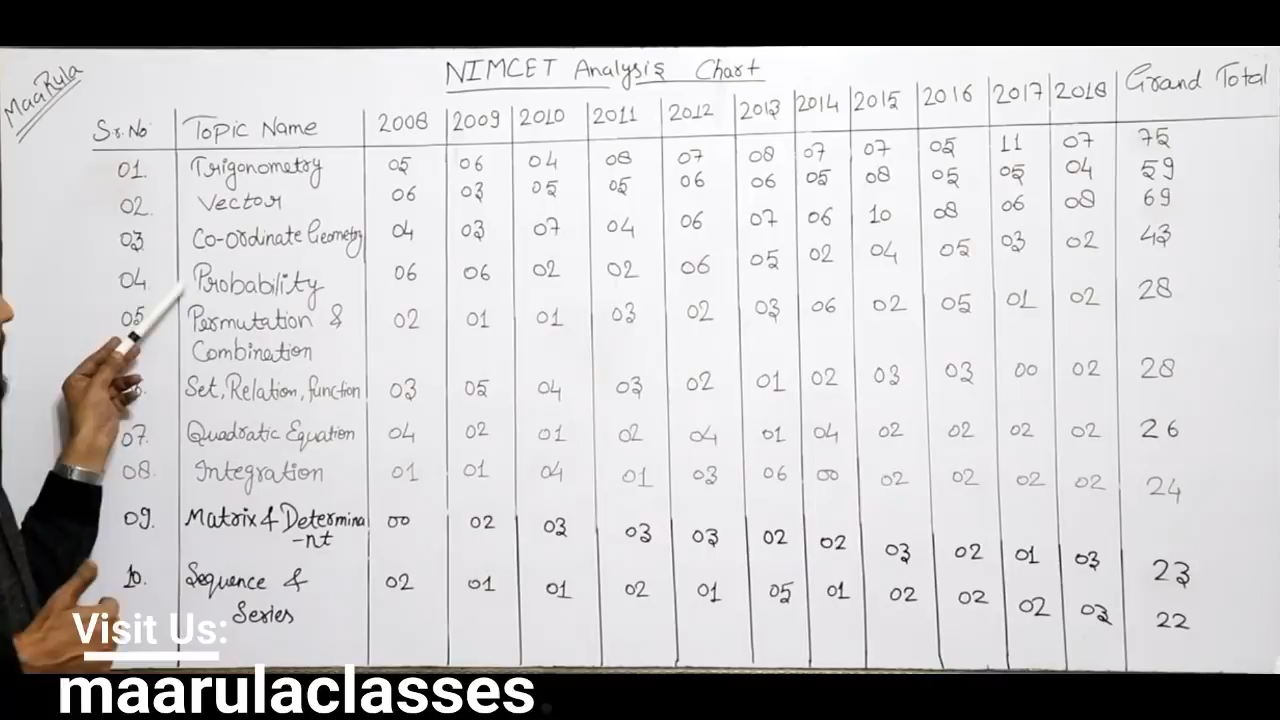 MaaRula
NIMCET Analysis Chart
Sr.No Topic Name 2008 2009 2010 2011 2012 2013 2014 2015 2016 2017 2018 Grand Total
01. Trigonometry 05 06 04 08 07 08 07 07 05 11 07 75
02. Vector 06 03 05 05 06 06 05 08 05 05 04 59
03 Co-ordinate Geometry 04 03 07 04 06 07 06 10 08 06 08 69
04. Probability 06 06 02 02 06 05 02 04 05 03 02 43
05 Permutation & 02 01 01 03 02 03 06 02 05 01 02 28
Combination
Set, Relation, function 03 05 04 03 02 01 02 03 03 00 02 28
07. Quadratic Equation 04 02 01 02 04 01 04 02 02 02 02 26
08. Integration 01 01 04 01 03 06 00 02 02 02 02 24
09. Matrix & Determina 00 02 03 03 03 02 02 03 02 01 03 23
-nt
10. Sequence & 02 01 01 02 01 05 01 02 02 02 03 22
Series
Visit Us:
maarulaclasses.